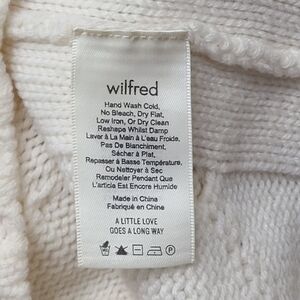 wilfred
Hand Wash Cold,
No Bleach, Dry Flat,
Low Iron, Or Dry Clean
Reshape Whilst Damp
Laver à La Main à L'eau Froide.
Pas De Blanchiment,
Sécher à Plat,
Repasser à Basse Température,
Ou Nettoyer à Sec
Remodeler Pendant Que
L'article Est Encore Humide
Made in China
Fabriqué en Chine
A LITTLE LOVE
GOES A LONG WAY
P